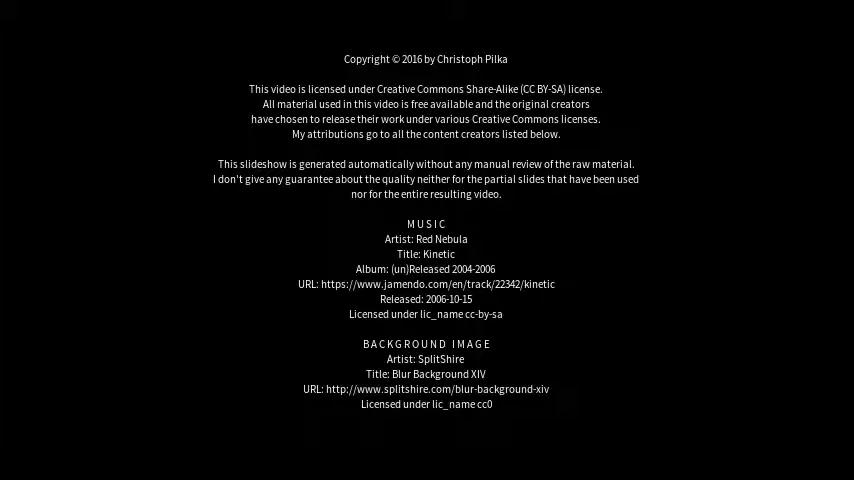 Copyright © 2016 by Christoph Pilka
This video is licensed under Creative Commons Share-Alike (CC BY-SA) license.
All material used in this video is free available and the original creators
have chosen to release their work under various Creative Commons licenses.
My attributions go to all the content creators listed below.
This slideshow is generated automatically without any manual review of the raw material.
I don't give any guarantee about the quality neither for the partial slides that have been used
nor for the entire resulting video.
MUSIC
Artist: Red Nebula
Title: Kinetic
Album: (un)Released 2004-2006
URL: https://www.jamendo.com/en/track/22342/kinetic
Released: 2006-10-15
Licensed under lic_name cc-by-sa
BACKGROUND IMAGE
Artist: SplitShire
Title: Blur Background XIV
URL: http://www.splitshire.com/blur-background-xiv
Licensed under lic_name cc0